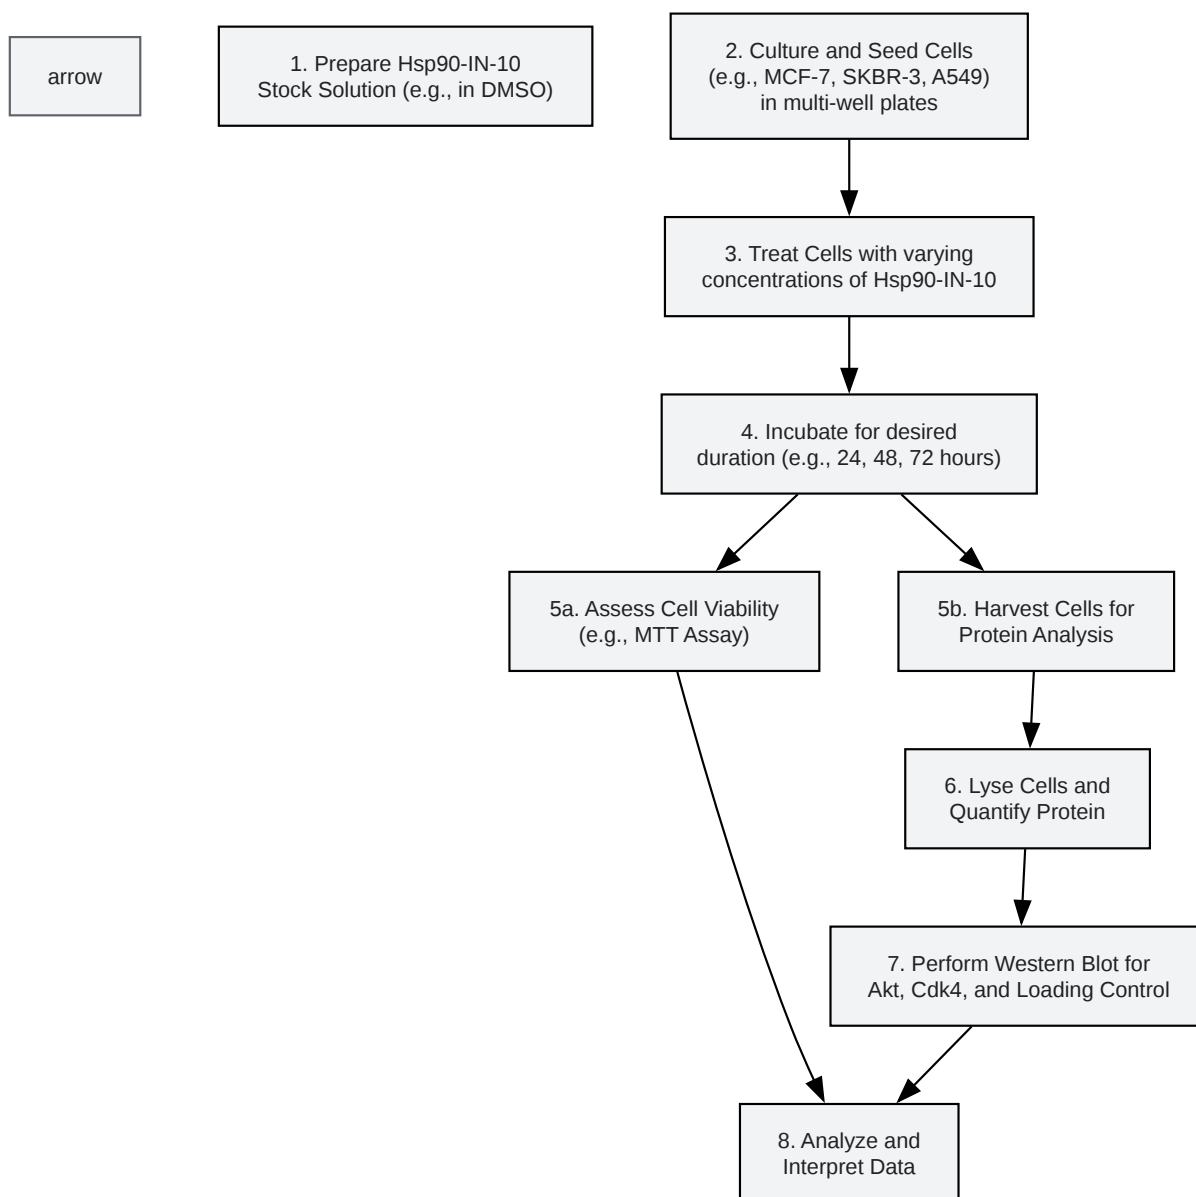 arrow
1. Prepare Hsp90-IN-10
Stock Solution (e.g., in DMSO)
2. Culture and Seed Cells
(e.g., MCF-7, SKBR-3, A549)
in multi-well plates
3. Treat Cells with varying
concentrations of Hsp90-IN-10
4. Incubate for desired
duration (e.g., 24, 48, 72 hours)
5a. Assess Cell Viability
(e.g., MTT Assay)
5b. Harvest Cells for
Protein Analysis
6. Lyse Cells and
Quantify Protein
7. Perform Western Blot for
Akt, Cdk4, and Loading Control
8. Analyze and
Interpret Data